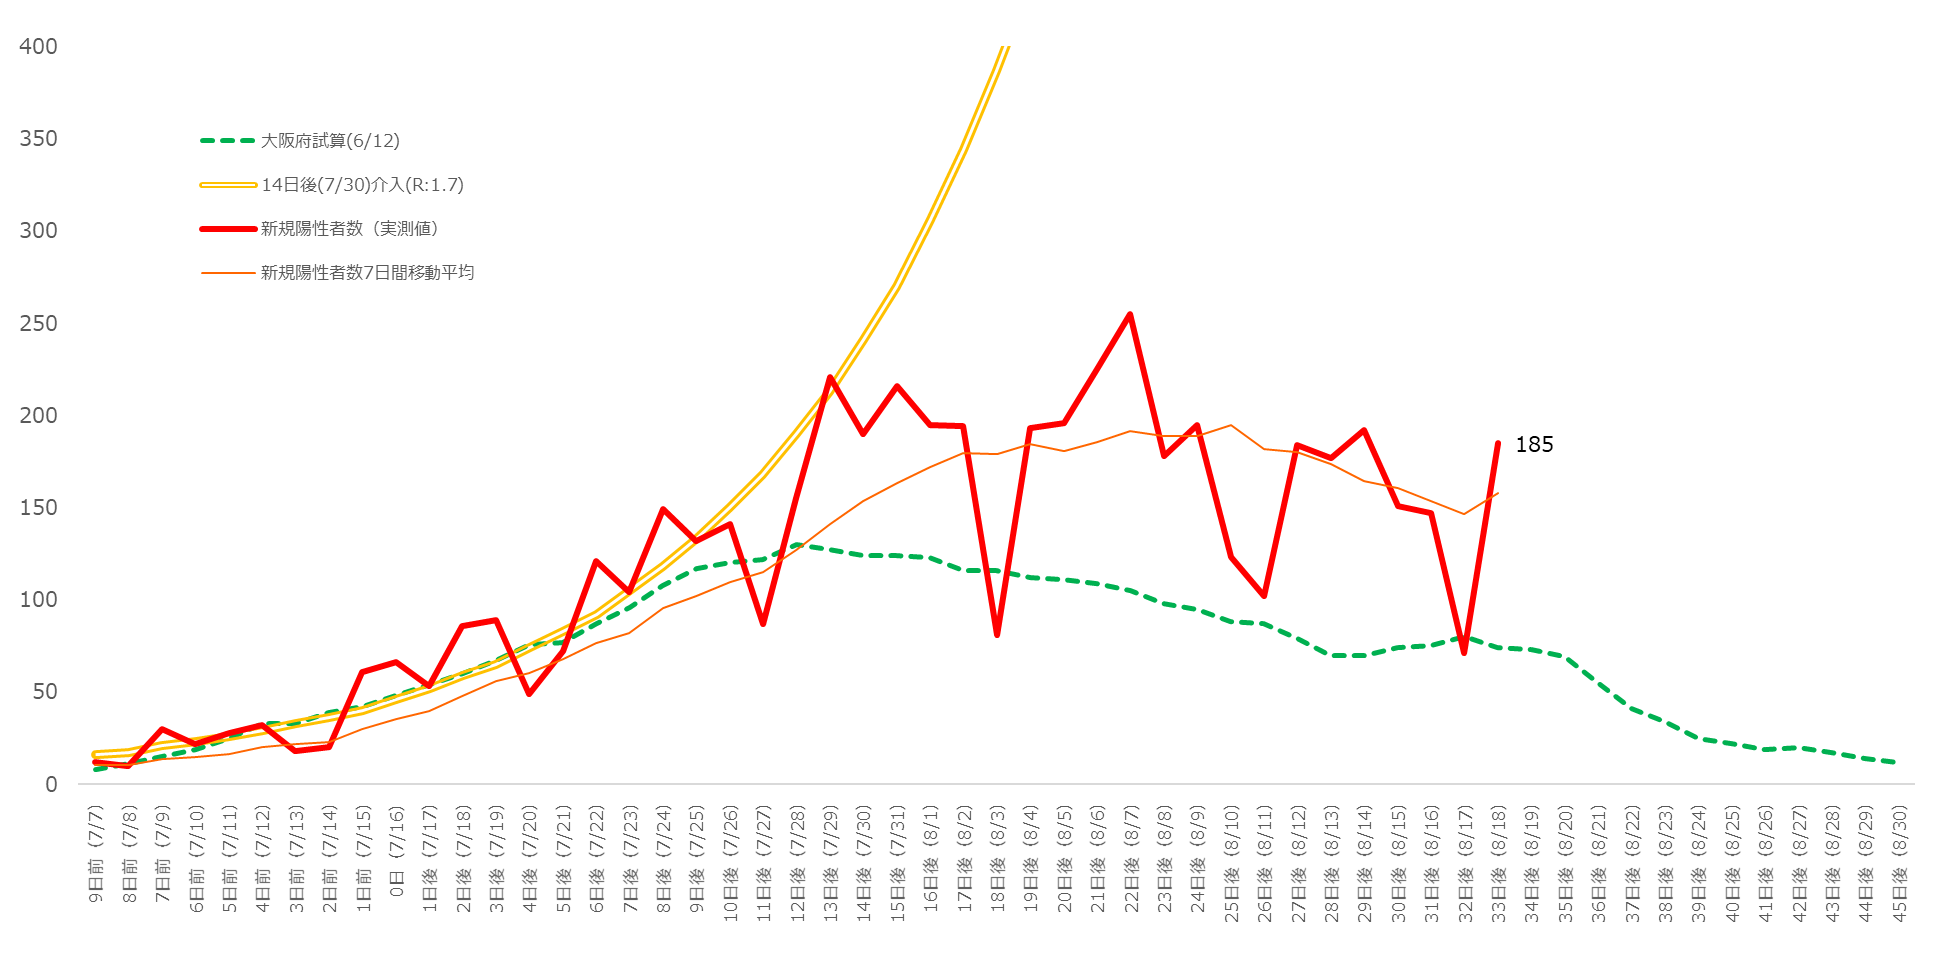 400
350
300
250
200
150
100
50
0
大阪府試算(6/12)
14日後(7/30)介入(R:1.7)
新規陽性者数（実測値）
新規陽性者数7日間移動平均
185
9日前（7/7）
8日前（7/8）
7日前（7/9）
6日前（7/10）
5日前（7/11）
4日前（7/12）
3日前（7/13）
2日前（7/14）
1日前（7/15）
0日（7/16）
1日後（7/17）
2日後（7/18）
3日後（7/19）
4日後（7/20）
5日後（7/21）
6日後（7/22）
7日後（7/23）
8日後（7/24）
9日後（7/25）
10日後（7/26）
11日後（7/27）
12日後（7/28）
13日後（7/29）
14日後（7/30）
15日後（7/31）
16日後（8/1）
17日後（8/2）
18日後（8/3）
19日後（8/4）
20日後（8/5）
21日後（8/6）
22日後（8/7）
23日後（8/8）
24日後（8/9）
25日後（8/10）
26日後（8/11）
27日後（8/12）
28日後（8/13）
29日後（8/14）
30日後（8/15）
31日後（8/16）
32日後（8/17）
33日後（8/18）
34日後（8/19）
35日後（8/20）
36日後（8/21）
37日後（8/22）
38日後（8/23）
39日後（8/24）
40日後（8/25）
41日後（8/26）
42日後（8/27）
43日後（8/28）
44日後（8/29）
45日後（8/30）